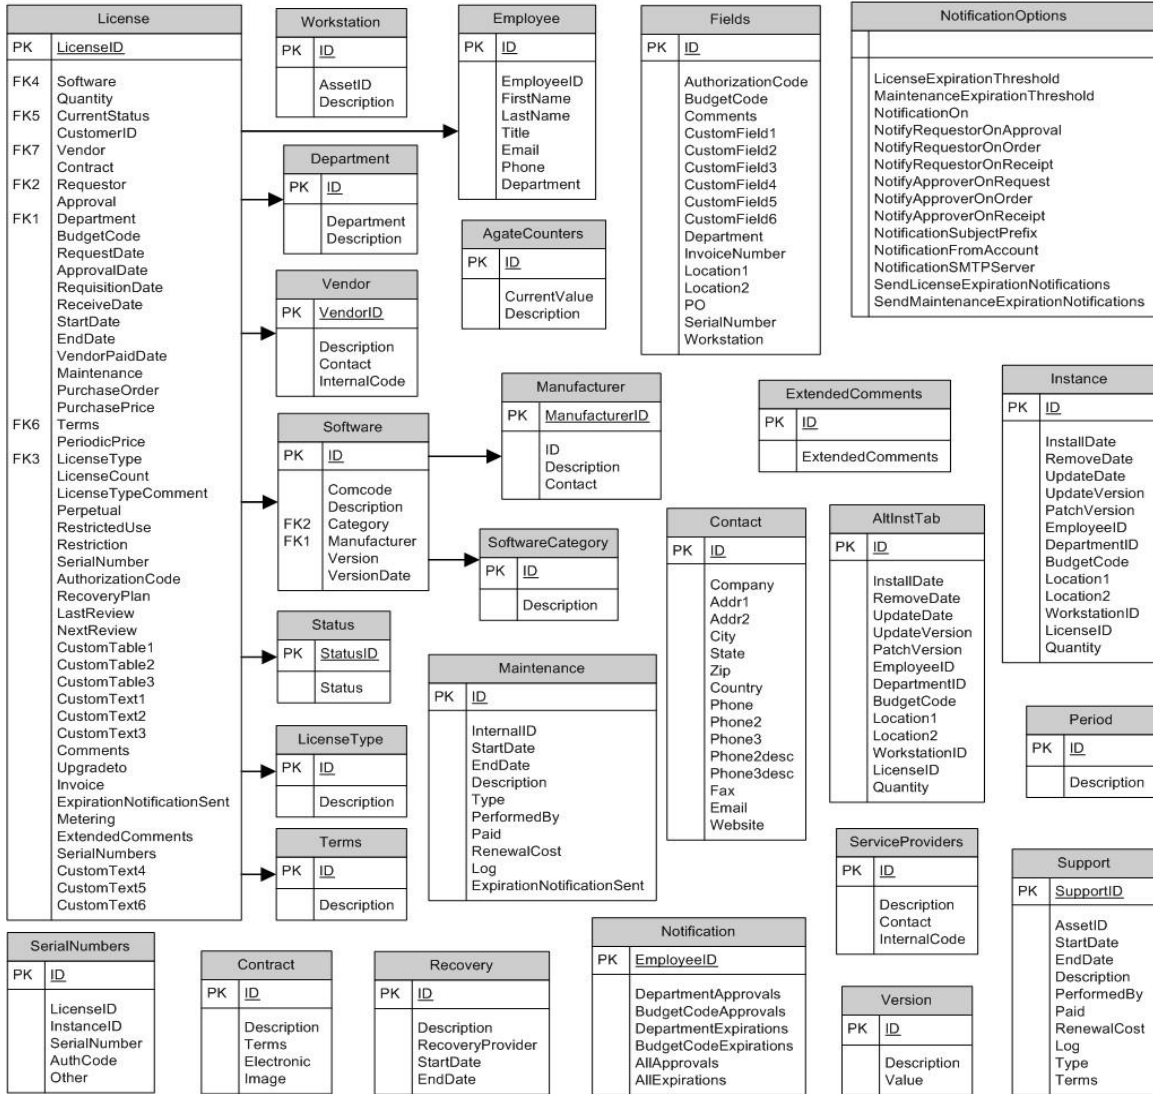 License
PK LicenseID
FK4 Software
Quantity
FK5 CurrentStatus
CustomerID
FK7 Vendor
Contract
FK2 Requestor
Approval
FK1 Department
BudgetCode
RequestDate
ApprovalDate
RequisitionDate
ReceiveDate
StartDate
EndDate
VendorPaidDate
Maintenance
PurchaseOrder
PurchasePrice
FK6 Terms
PeriodicPrice
FK3 LicenseType
LicenseCount
LicenseTypeComment
Perpetual
RestrictedUse
Restriction
SerialNumber
AuthorizationCode
RecoveryPlan
LastReview
NextReview
CustomTable1
CustomTable2
CustomTable3
CustomText1
CustomText2
CustomText3
Comments
Upgradeto
Invoice
ExpirationNotificationSent
Metering
ExtendedComments
SerialNumbers
CustomText4
CustomText5
CustomText6
Workstation
PK ID
AssetID
Description
Employee
PK ID
EmployeeID
FirstName
LastName
Title
Email
Phone
Department
Fields
PK ID
AuthorizationCode
BudgetCode
Comments
CustomField1
CustomField2
CustomField3
CustomField4
CustomField5
CustomField6
Department
InvoiceNumber
Location1
Location2
PO
SerialNumber
Workstation
NotificationOptions
LicenseExpirationThreshold
MaintenanceExpirationThreshold
NotificationOn
NotifyRequestorOnApproval
NotifyRequestorOnOrder
NotifyRequestorOnReceipt
NotifyApproverOnRequest
NotifyApproverOnOrder
NotifyApproverOnReceipt
NotificationSubjectPrefix
NotificationFromAccount
NotificationSMTPServer
SendLicenseExpirationNotifications
SendMaintenanceExpirationNotifications
Department
PK ID
Department
Description
AgateCounters
PK ID
CurrentValue
Description
Vendor
PK VendorID
Description
Contact
InternalCode
Manufacturer
PK ManufacturerID
ID
Description
Contact
ExtendedComments
PK ID
ExtendedComments
Instance
PK ID
InstallDate
RemoveDate
UpdateDate
UpdateVersion
PatchVersion
EmployeeID
DepartmentID
BudgetCode
Location1
Location2
WorkstationID
LicenseID
Quantity
Software
PK ID
Comcode
Description
FK2 Category
FK1 Manufacturer
Version
VersionDate
SoftwareCategory
PK ID
Description
Contact
PK ID
Company
Addr1
Addr2
City
State
Zip
Country
Phone
Phone2
Phone3
Phone2desc
Phone3desc
Fax
Email
Website
AltInstTab
PK ID
InstallDate
RemoveDate
UpdateDate
UpdateVersion
PatchVersion
EmployeeID
DepartmentID
BudgetCode
Location1
Location2
WorkstationID
LicenseID
Quantity
Status
PK StatusID
Status
Maintenance
PK ID
InternalID
StartDate
EndDate
Description
Type
PerformedBy
Paid
RenewalCost
Log
ExpirationNotificationSent
Period
PK ID
Description
LicenseType
PK ID
Description
Terms
PK ID
Description
ServiceProviders
PK ID
Description
Contact
InternalCode
Support
PK SupportID
AssetID
StartDate
EndDate
Description
PerformedBy
Paid
RenewalCost
Log
Type
Terms
SerialNumbers
PK ID
LicenseID
InstanceID
SerialNumber
AuthCode
Other
Contract
PK ID
Description
Terms
Electronic
Image
Recovery
PK ID
Description
RecoveryProvider
StartDate
EndDate
Notification
PK EmployeeID
DepartmentApprovals
BudgetCodeApprovals
DepartmentExpirations
BudgetCodeExpirations
AllApprovals
AllExpirations
Version
PK ID
Description
Value